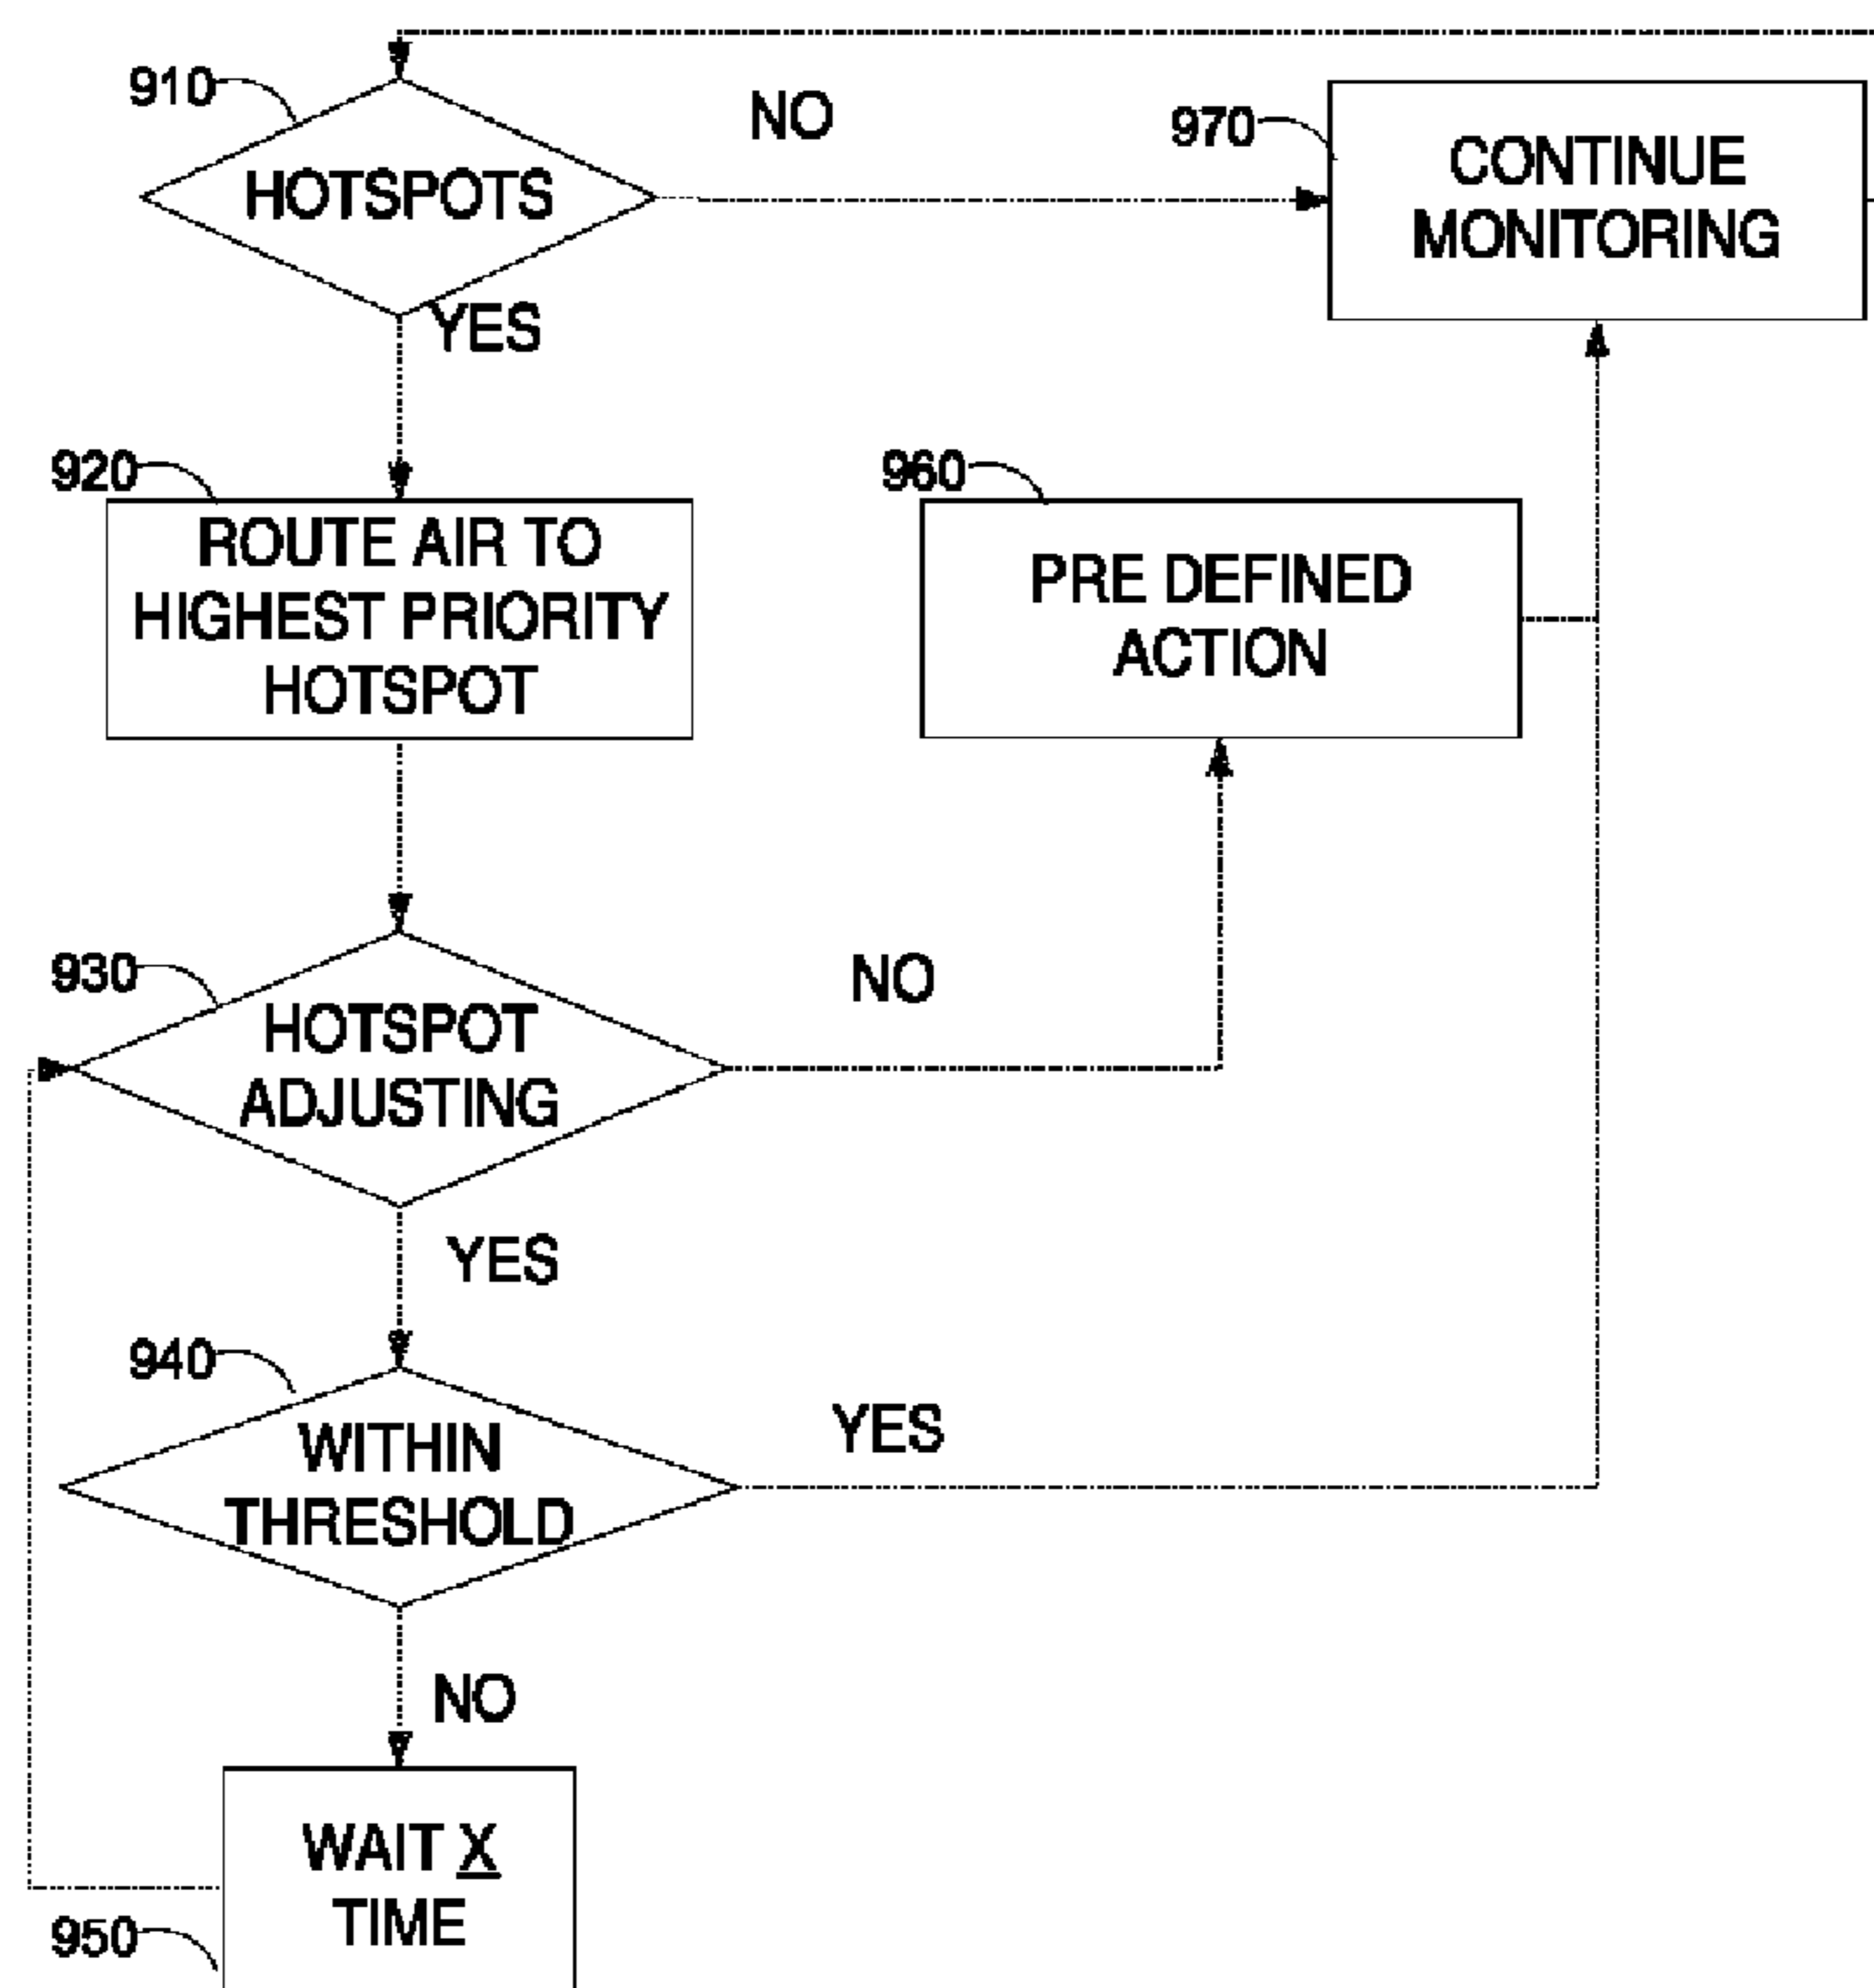 910
HOTSPOTS
NO
970
CONTINUE
MONITORING
YES
920
ROUTE AIR TO
HIGHEST PRIORITY
HOTSPOT
960
PRE DEFINED
ACTION
930
HOTSPOT
ADJUSTING
NO
YES
940
WITHIN
THRESHOLD
YES
NO
WAIT X
TIME
950